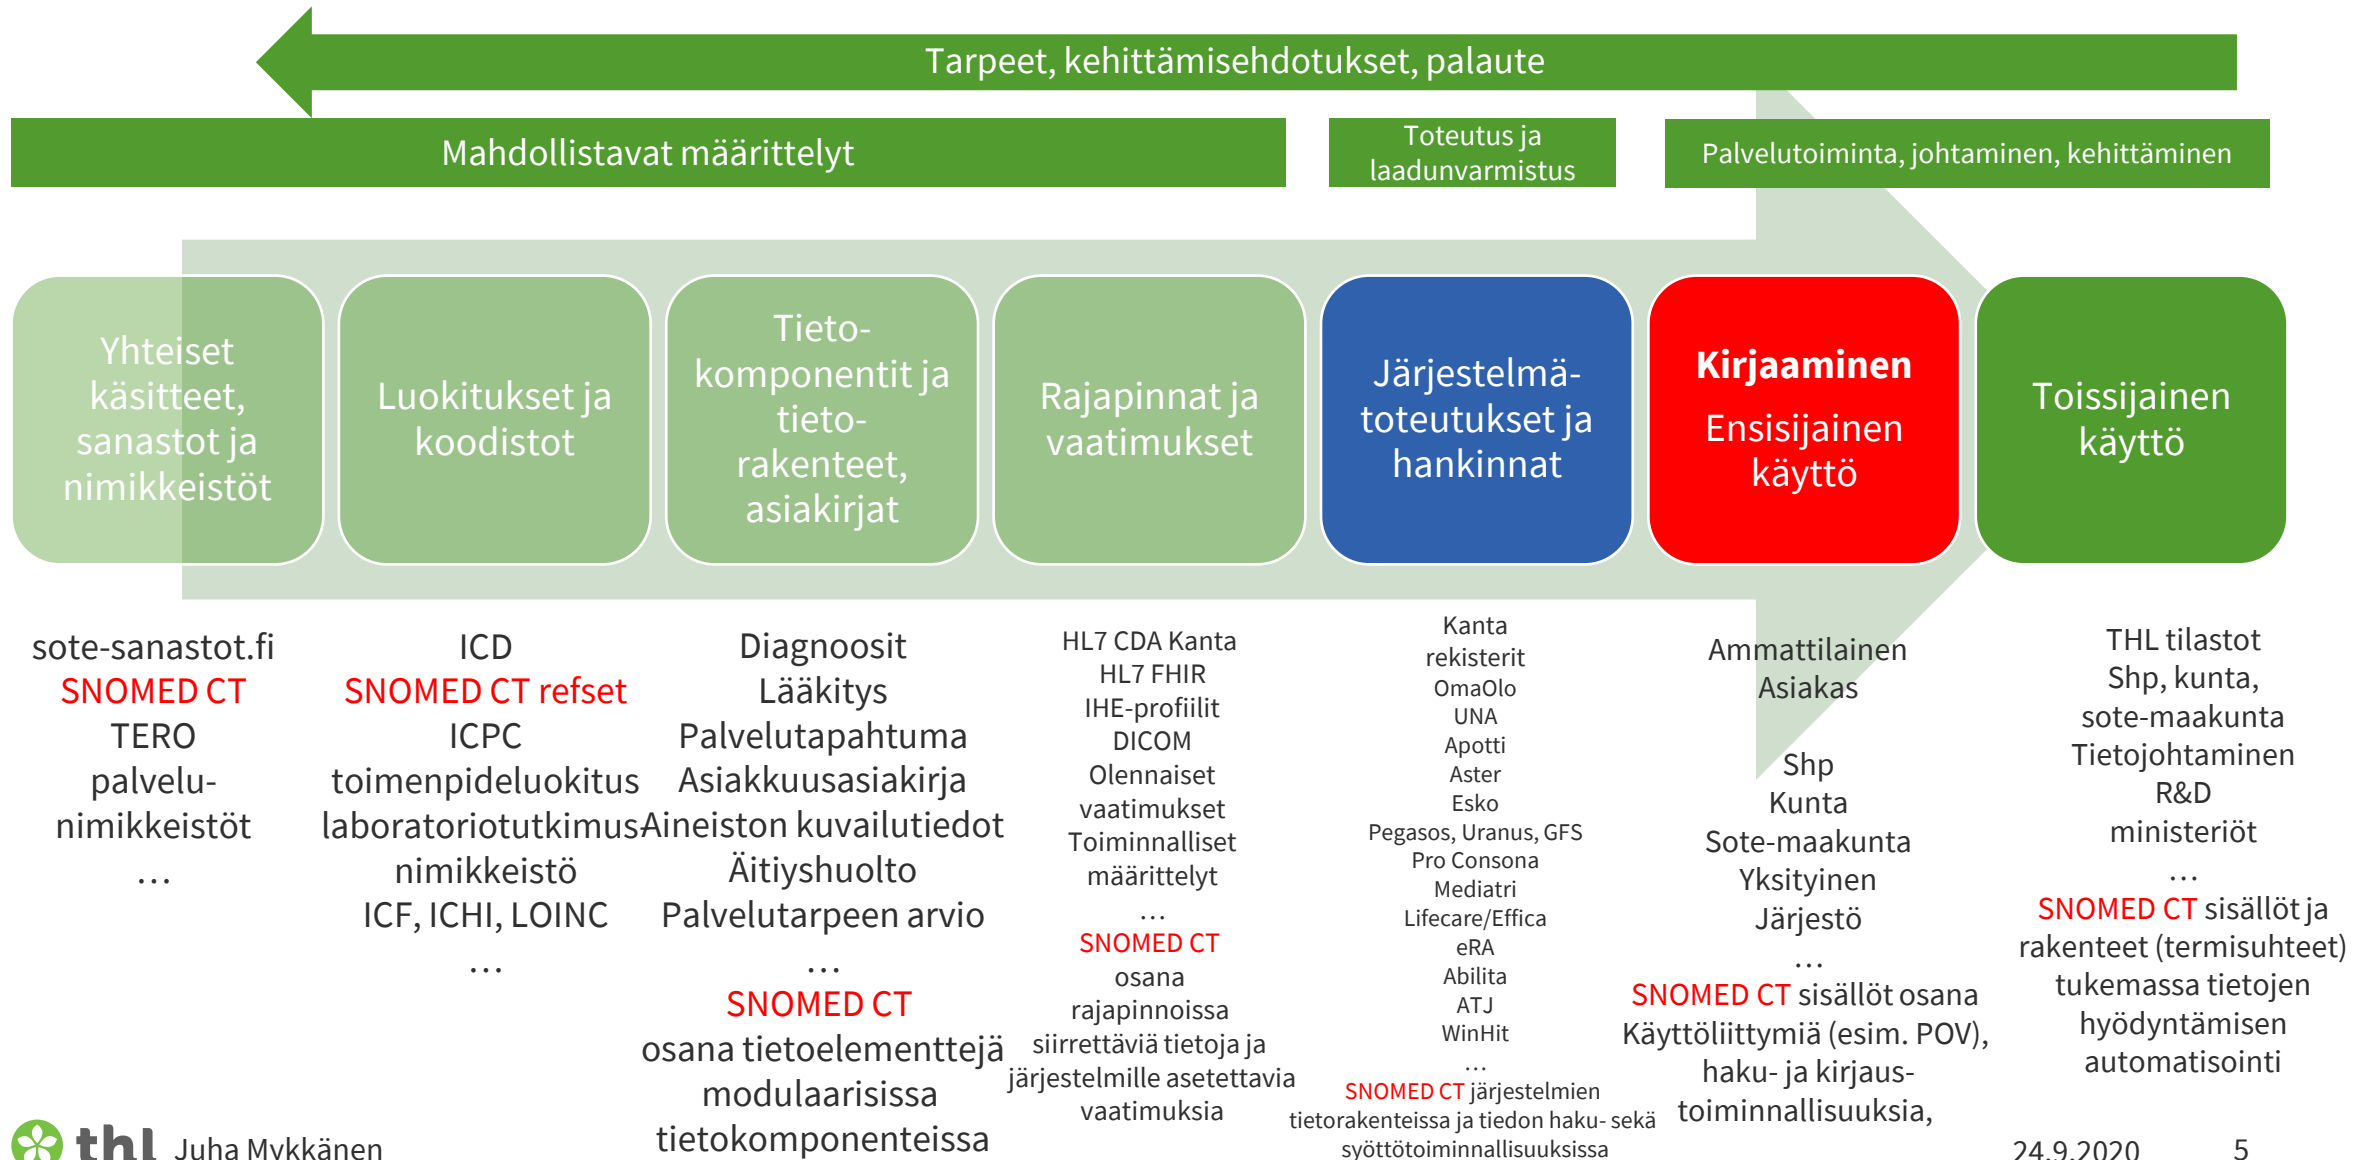 Tarpeet, kehittämisehdotukset, palaute
Mahdollistavat määrittelyt
Toteutus ja
laadunvarmistus
Palvelutoiminta, johtaminen, kehittäminen
Yhteiset
käsitteet,
sanastot ja
nimikkeistöt
Luokitukset ja
koodistot
Tieto-
komponentit ja
tieto-
rakenteet,
asiakirjat
Rajapinnat ja
vaatimukset
Järjestelmä-
toteutukset ja
hankinnat
Kirjaaminen
Ensisijainen
käyttö
Toissijainen
käyttö
sote-sanastot.fi
SNOMED CT
TERO
palvelu-
nimikkeistöt
…
ICD
SNOMED CT refset
ICPC
toimenpideluokitus
laboratoriotutkimus-
nimikkeistö
ICF, ICHI, LOINC
…
Diagnoosit
Lääkitys
Palvelutapahtuma
Asiakkuusasiakirja
Aineiston kuvailutiedot
Äitiyshuolto
Palvelutarpeen arvio
…
SNOMED CT
osana tietoelementtejä
modulaarisissa
tietokomponenteissa
HL7 CDA Kanta
HL7 FHIR
IHE-profiilit
DICOM
Olennaiset
vaatimukset
Toiminnalliset
määrittelyt
…
SNOMED CT
osana
rajapinnoissa
siirrettäviä tietoja ja
järjestelmille asetettavia
vaatimuksia
Kanta
rekisterit
OmaOlo
UNA
Apotti
Aster
Esko
Pegasos, Uranus, GFS
Pro Consona
Mediatri
Lifecare/Effica
eRA
Abilita
ATJ
WinHit
…
SNOMED CT järjestelmien
tietorakenteissa ja tiedon haku- sekä
syöttötoiminnallisuuksissa
Ammattilainen
Asiakas
Shp
Kunta
Sote-maakunta
Yksityinen
Järjestö
…
SNOMED CT sisällöt osana
Käyttöliittymiä (esim. POV),
haku- ja kirjaus-
toiminnallisuuksia,
THL tilastot
Shp, kunta,
sote-maakunta
Tietojohtaminen
R&D
ministeriöt
…
SNOMED CT sisällöt ja
rakenteet (termisuhteet)
tukemassa tietojen
hyödyntämisen
automatisointi
thl Juha Mykkänen
24.9.2020 5